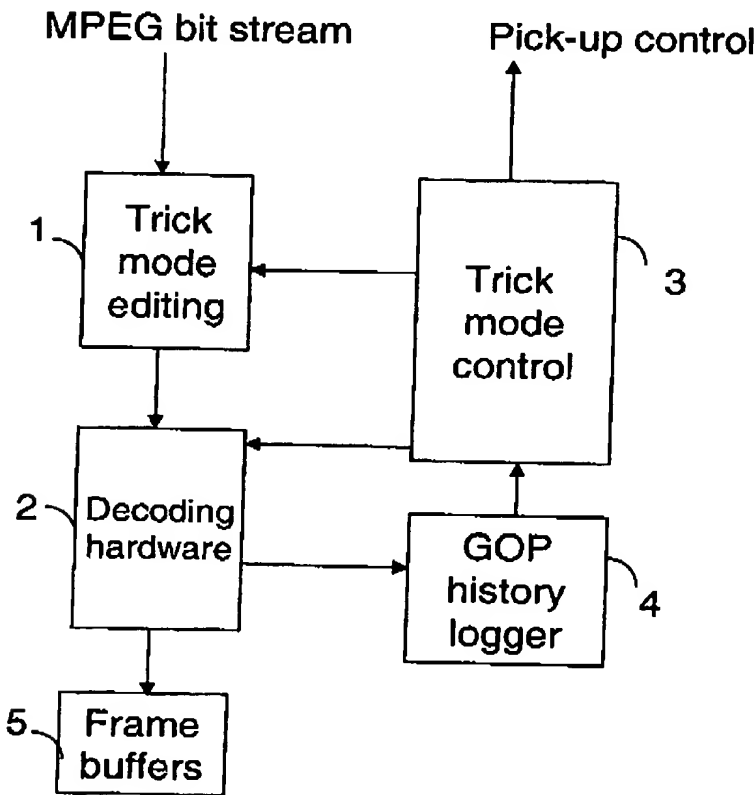 MPEG bit stream
Pick-up control
1
Trick
mode
editing
3
Trick
mode
control
2
Decoding
hardware
GOP
history
logger
4
5
Frame
buffers